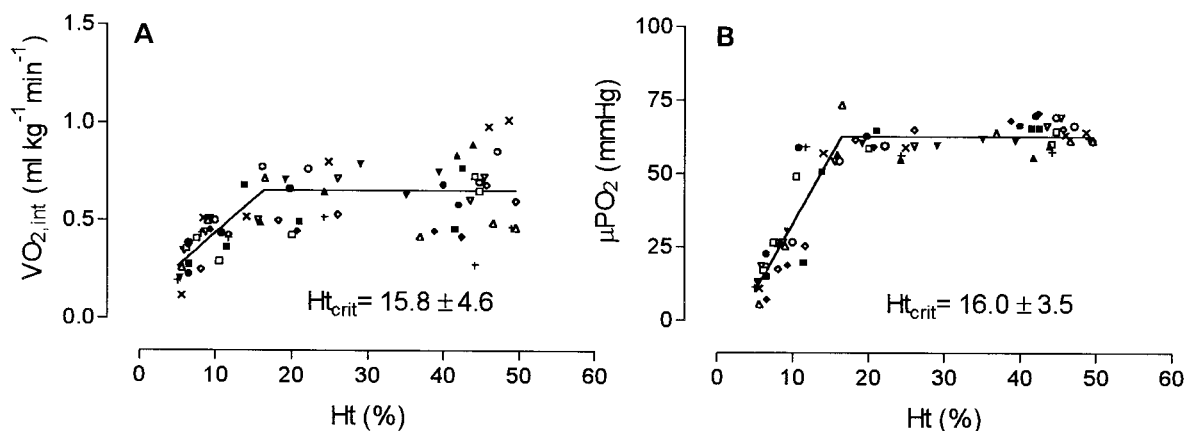 A
VO2,int (ml kg-1 min-1)
1.5
1.0
0.5
0.0
Htcrit= 15.8 ± 4.6
0 10 20 30 40 50 60
Ht (%)
B
µPO2 (mmHg)
100
75
50
25
0
Htcrit= 16.0 ± 3.5
0 10 20 30 40 50 60
Ht (%)